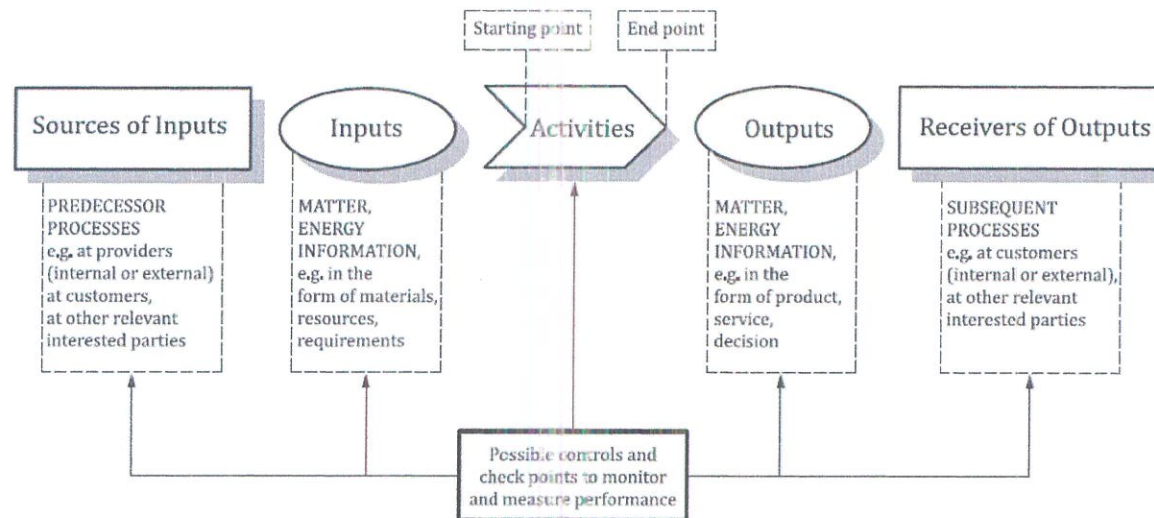 Starting point
End point
Sources of Inputs
Inputs
Activities
Outputs
Receivers of Outputs
PREDECESSOR
PROCESSES
e.g. at providers
(internal or external)
at customers,
at other relevant
interested parties
MATTER,
ENERGY
INFORMATION,
e.g. in the
form of materials,
resources,
requirements
MATTER,
ENERGY
INFORMATION,
e.g. in the
form of product,
service,
decision
SUBSEQUENT
PROCESSES
e.g. at customers
(internal or external),
at other relevant
interested parties
Possible controls and
check points to monitor
and measure performance